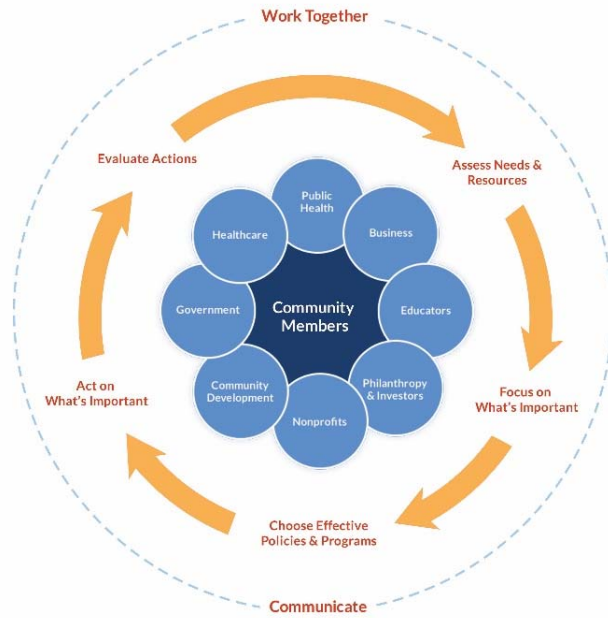 Work Together
Evaluate Actions
Assess Needs &
Resources
Public
Health
Healthcare
Business
Government
Community
Members
Educators
Act on
What's Important
Community
Development
Philanthropy
& Investors
Focus on
What's Important
Nonprofits
Choose Effective
Policies & Programs
Communicate